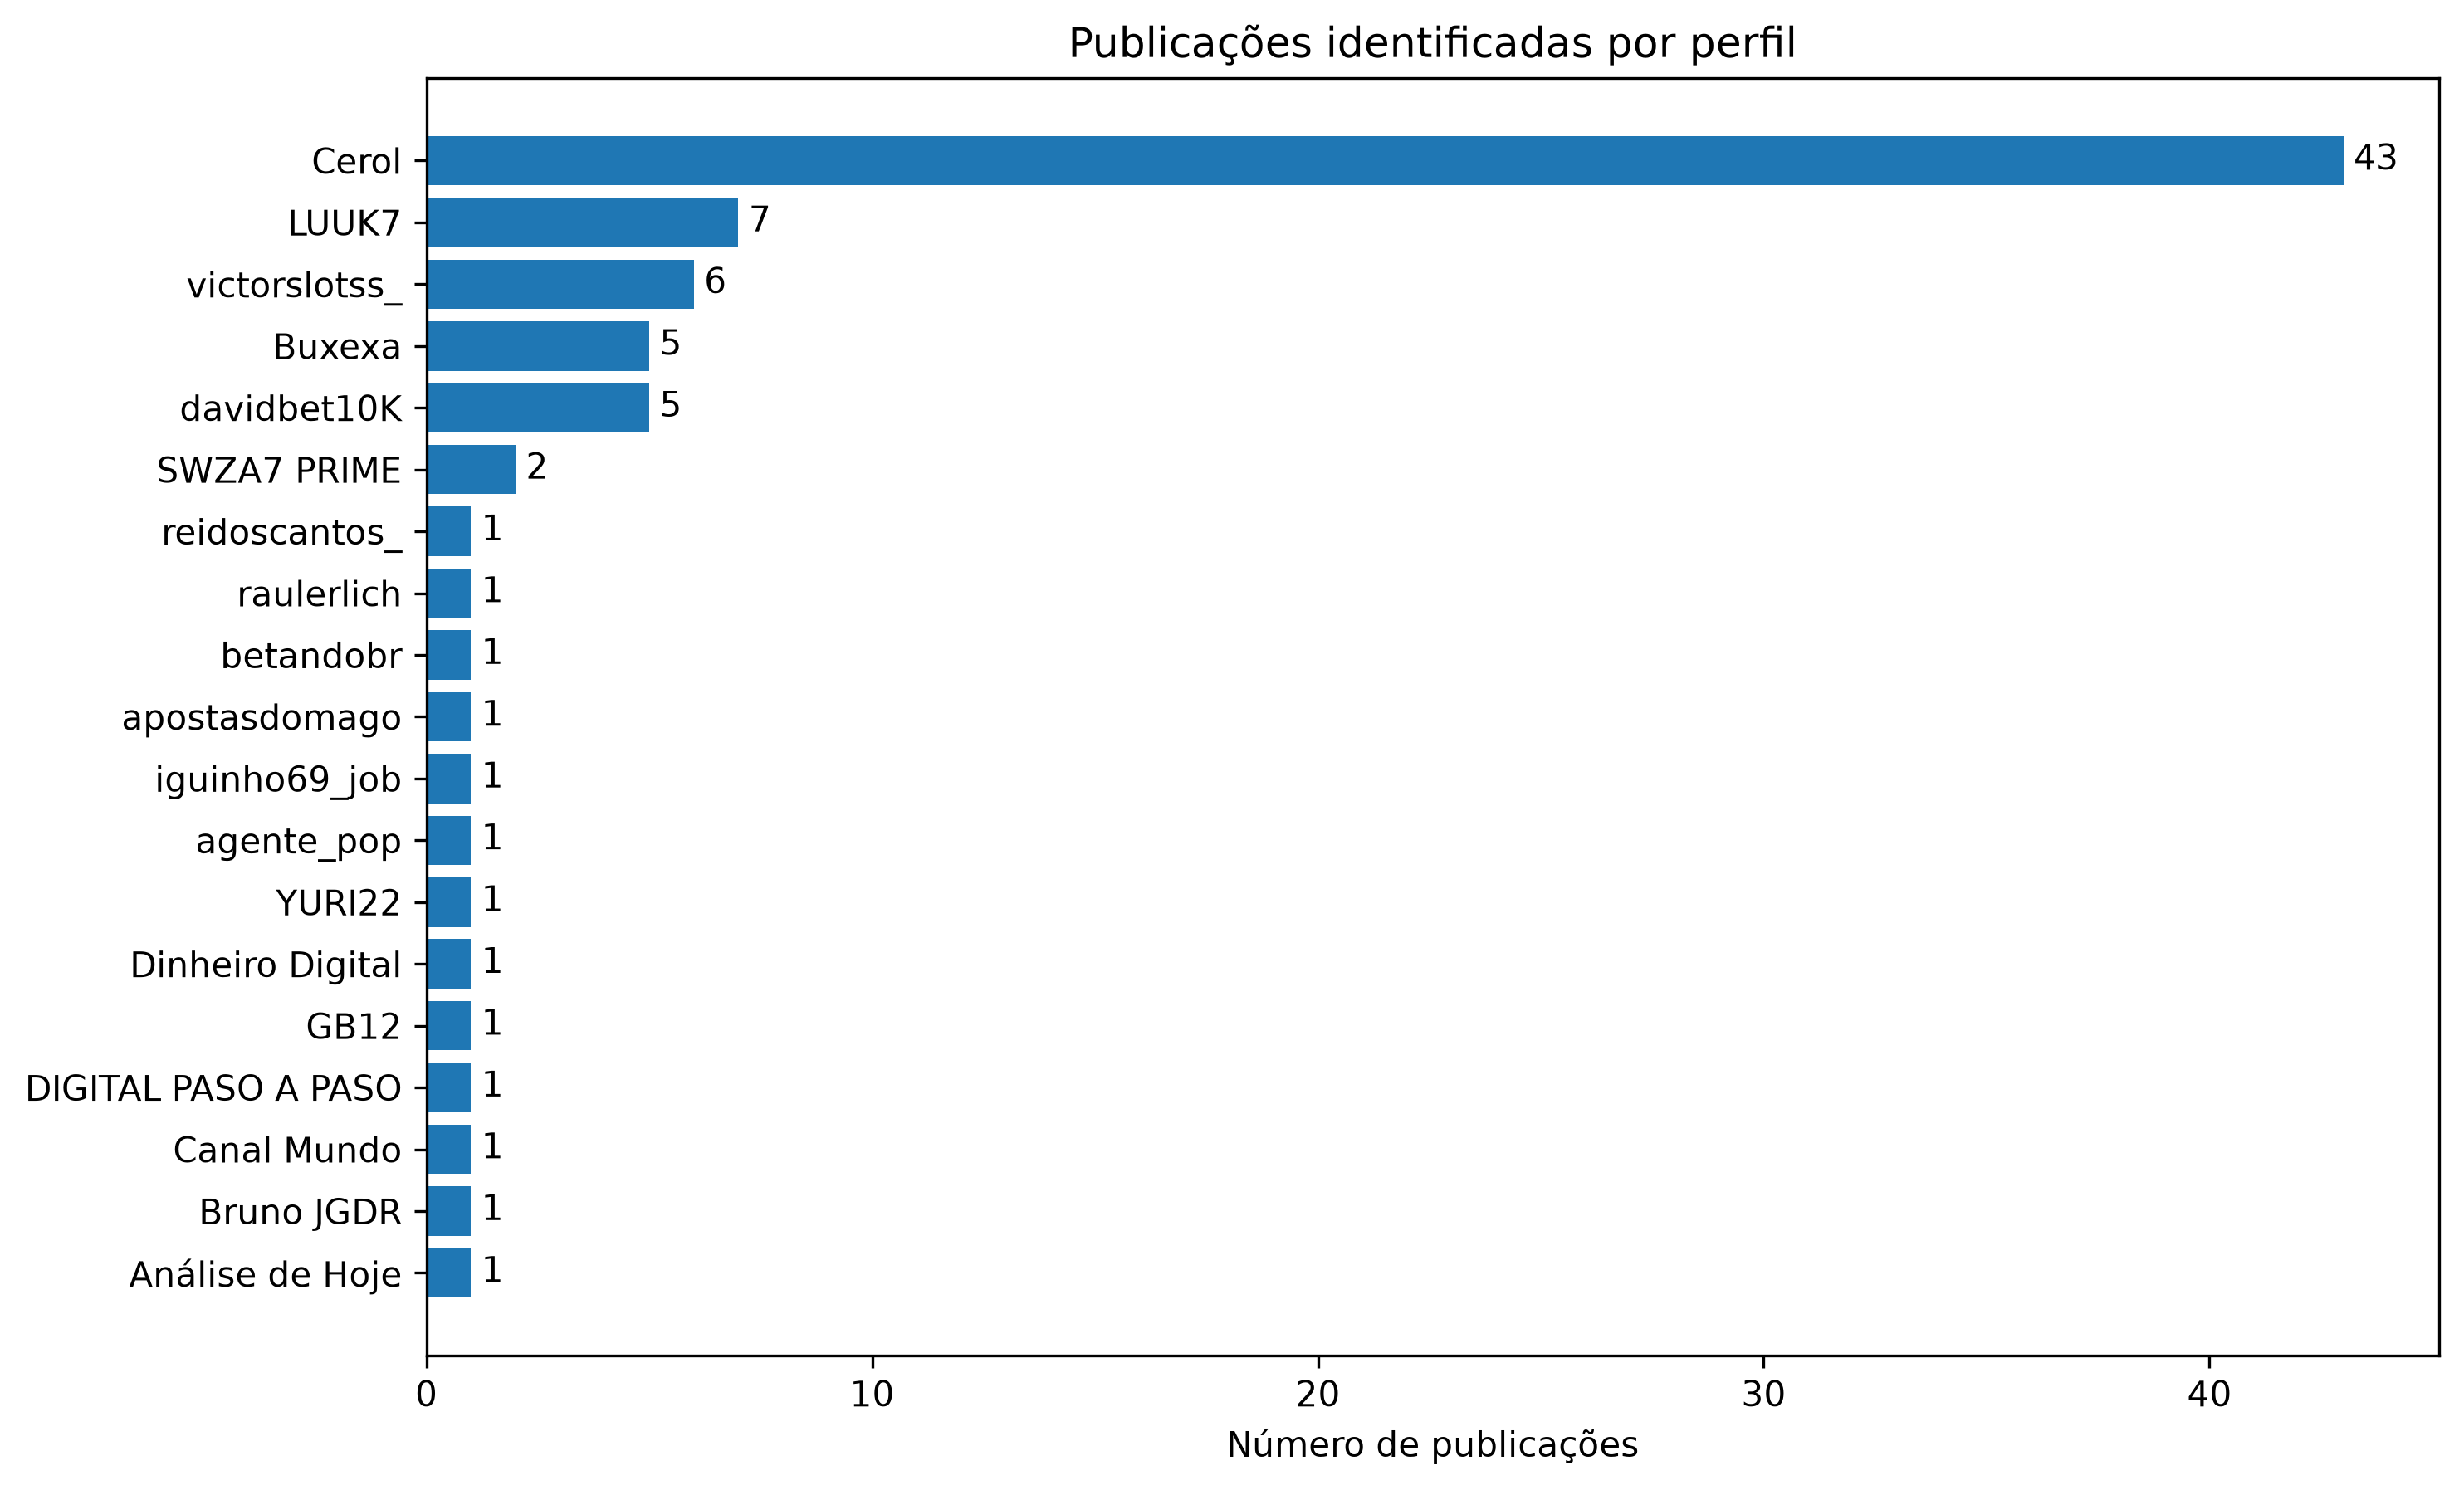 Publicações identificadas por perfil
Cerol 43
LUUK7 7
victorslotss_ 6
Buxexa 5
davidbet10K 5
SWZA7 PRIME 2
reidoscantos_ 1
raulerlich 1
betandobr 1
apostasdomago 1
iguinho69_job 1
agente_pop 1
YURI22 1
Dinheiro Digital 1
GB12 1
DIGITAL PASO A PASO 1
Canal Mundo 1
Bruno JGDR 1
Análise de Hoje 1
0 10 20 30 40
Número de publicações